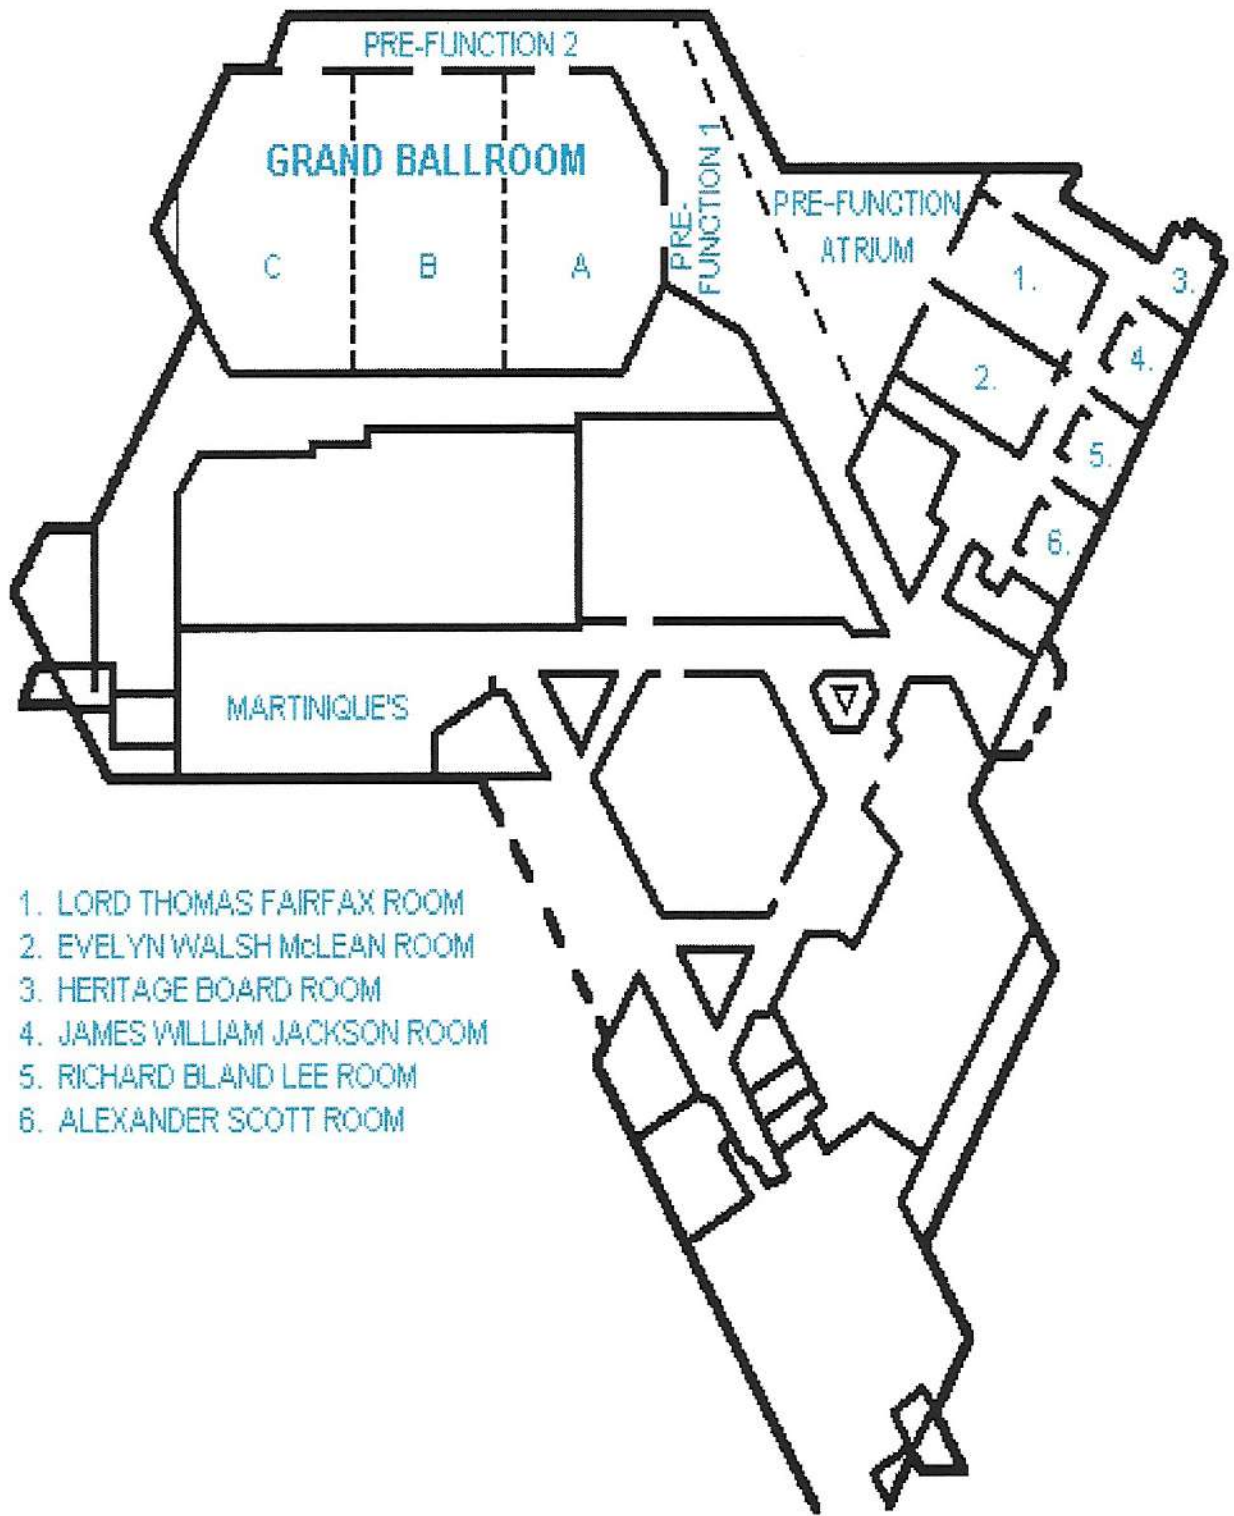 PRE-FUNCTION 2
GRAND BALLROOM
PRE-
FUNCTION 1
PRE-FUNCTION
ATRIUM
C
B
A
1.
2.
3.
4.
5.
6.
MARTINIQUE'S
1. LORD THOMAS FAIRFAX ROOM
2. EVELYN WALSH McLEAN ROOM
3. HERITAGE BOARD ROOM
4. JAMES WILLIAM JACKSON ROOM
5. RICHARD BLAND LEE ROOM
6. ALEXANDER SCOTT ROOM